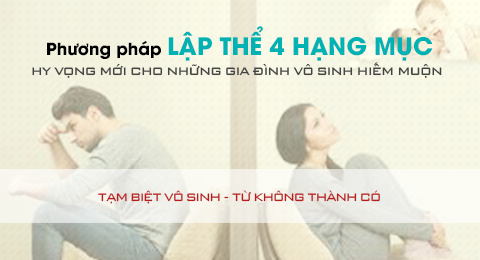 Phương pháp LẬP THỂ 4 HẠNG MỤC
HY VỌNG MỚI CHO NHỮNG GIA ĐÌNH VÔ SINH HIẾM MUỘN
TẠM BIỆT VÔ SINH - TỪ KHÔNG THÀNH CÓ